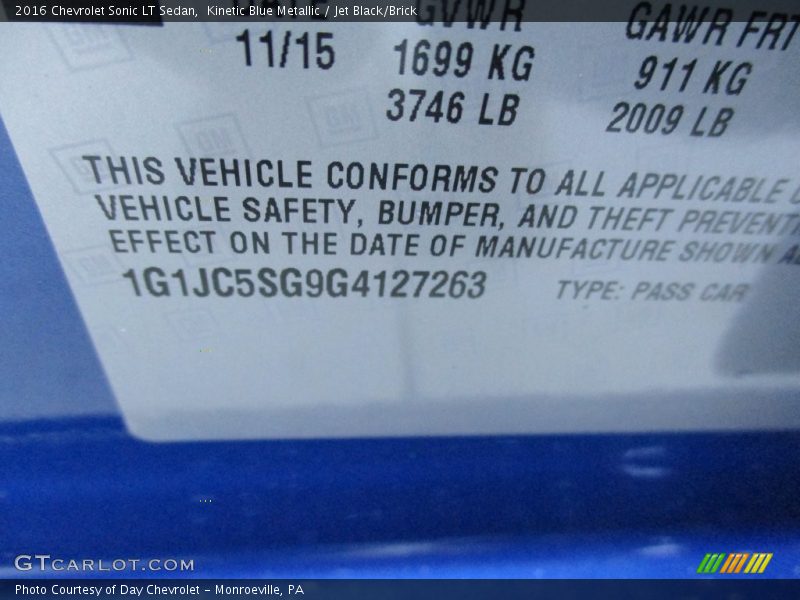 2016 Chevrolet Sonic LT Sedan, Kinetic Blue Metallic / Jet Black/Brick
GVWR GAWR FRT
11/15 1699 KG 911 KG
3746 LB 2009 LB
THIS VEHICLE CONFORMS TO ALL APPLICABLE
VEHICLE SAFETY, BUMPER, AND THEFT
EFFECT ON THE DATE OF MANUFACTURE SHOWN
1G1JC5SG9G4127263 TYPE: PASS CAR
GTCARLOT.COM
Photo Courtesy of Day Chevrolet - Monroeville, PA